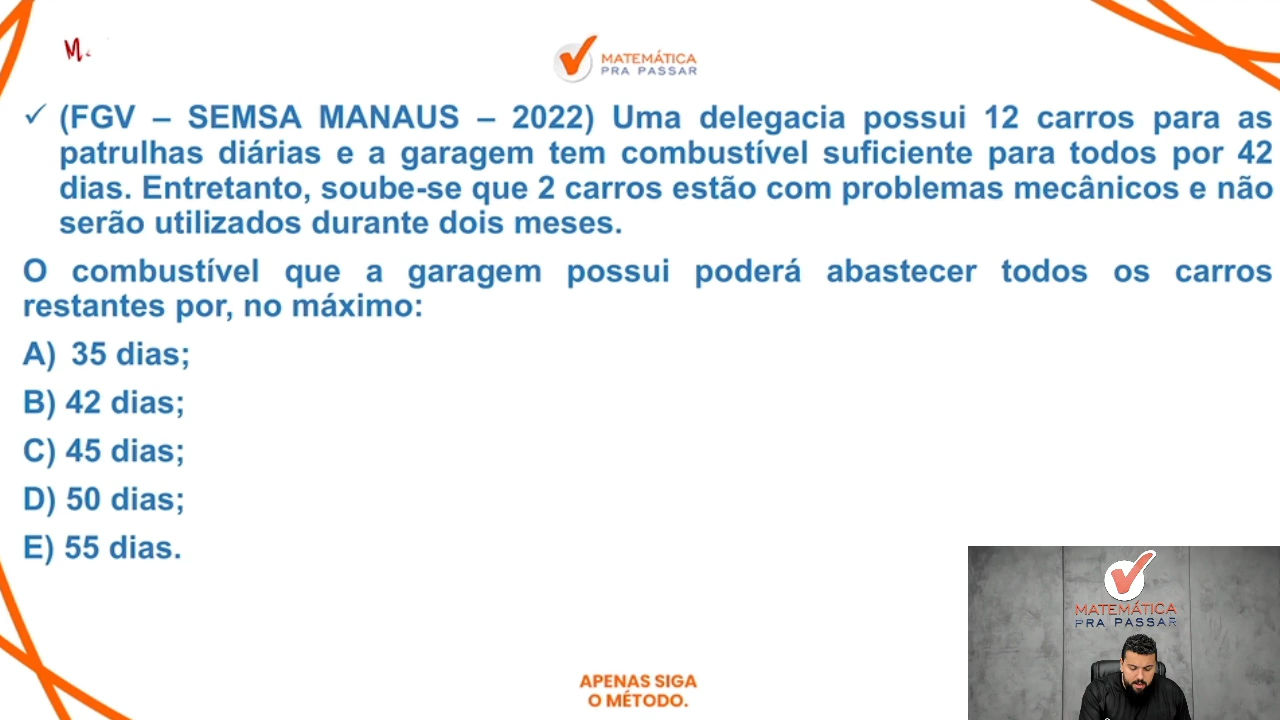 M.
MATEMÁTICA
PRA PASSAR
(FGV – SEMSA MANAUS – 2022) Uma delegacia possui 12 carros para as
patrulhas diárias e a garagem tem combustível suficiente para todos por 42
dias. Entretanto, soube-se que 2 carros estão com problemas mecânicos e não
serão utilizados durante dois meses.
O combustível que a garagem possui poderá abastecer todos os carros
restantes por, no máximo:
A) 35 dias;
B) 42 dias;
C) 45 dias;
D) 50 dias;
E) 55 dias.
MATEMÁTICA
PRA PASSAR
APENAS SIGA
O MÉTODO.